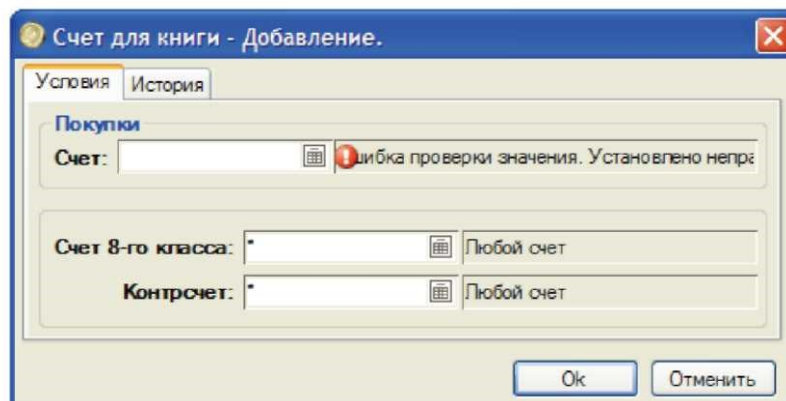 Счет для книги - Добавление.
Условия История
Покупки
Счет: шибка проверки значения. Установлено непра
Счет 8-го класса: * Любой счет
Контрсчет: * Любой счет
Ok Отменить